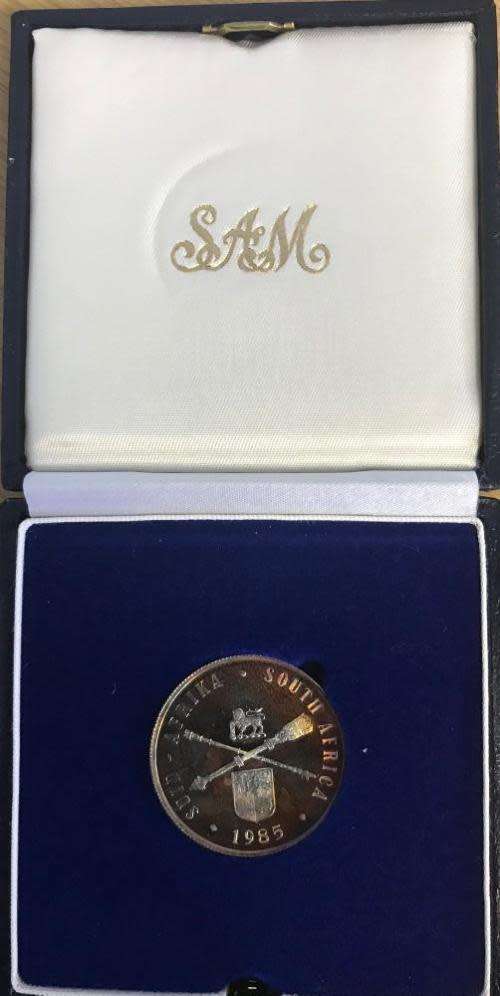 SAM
SUID-AFRIKA · SOUTH AFRICA
· 1985 ·